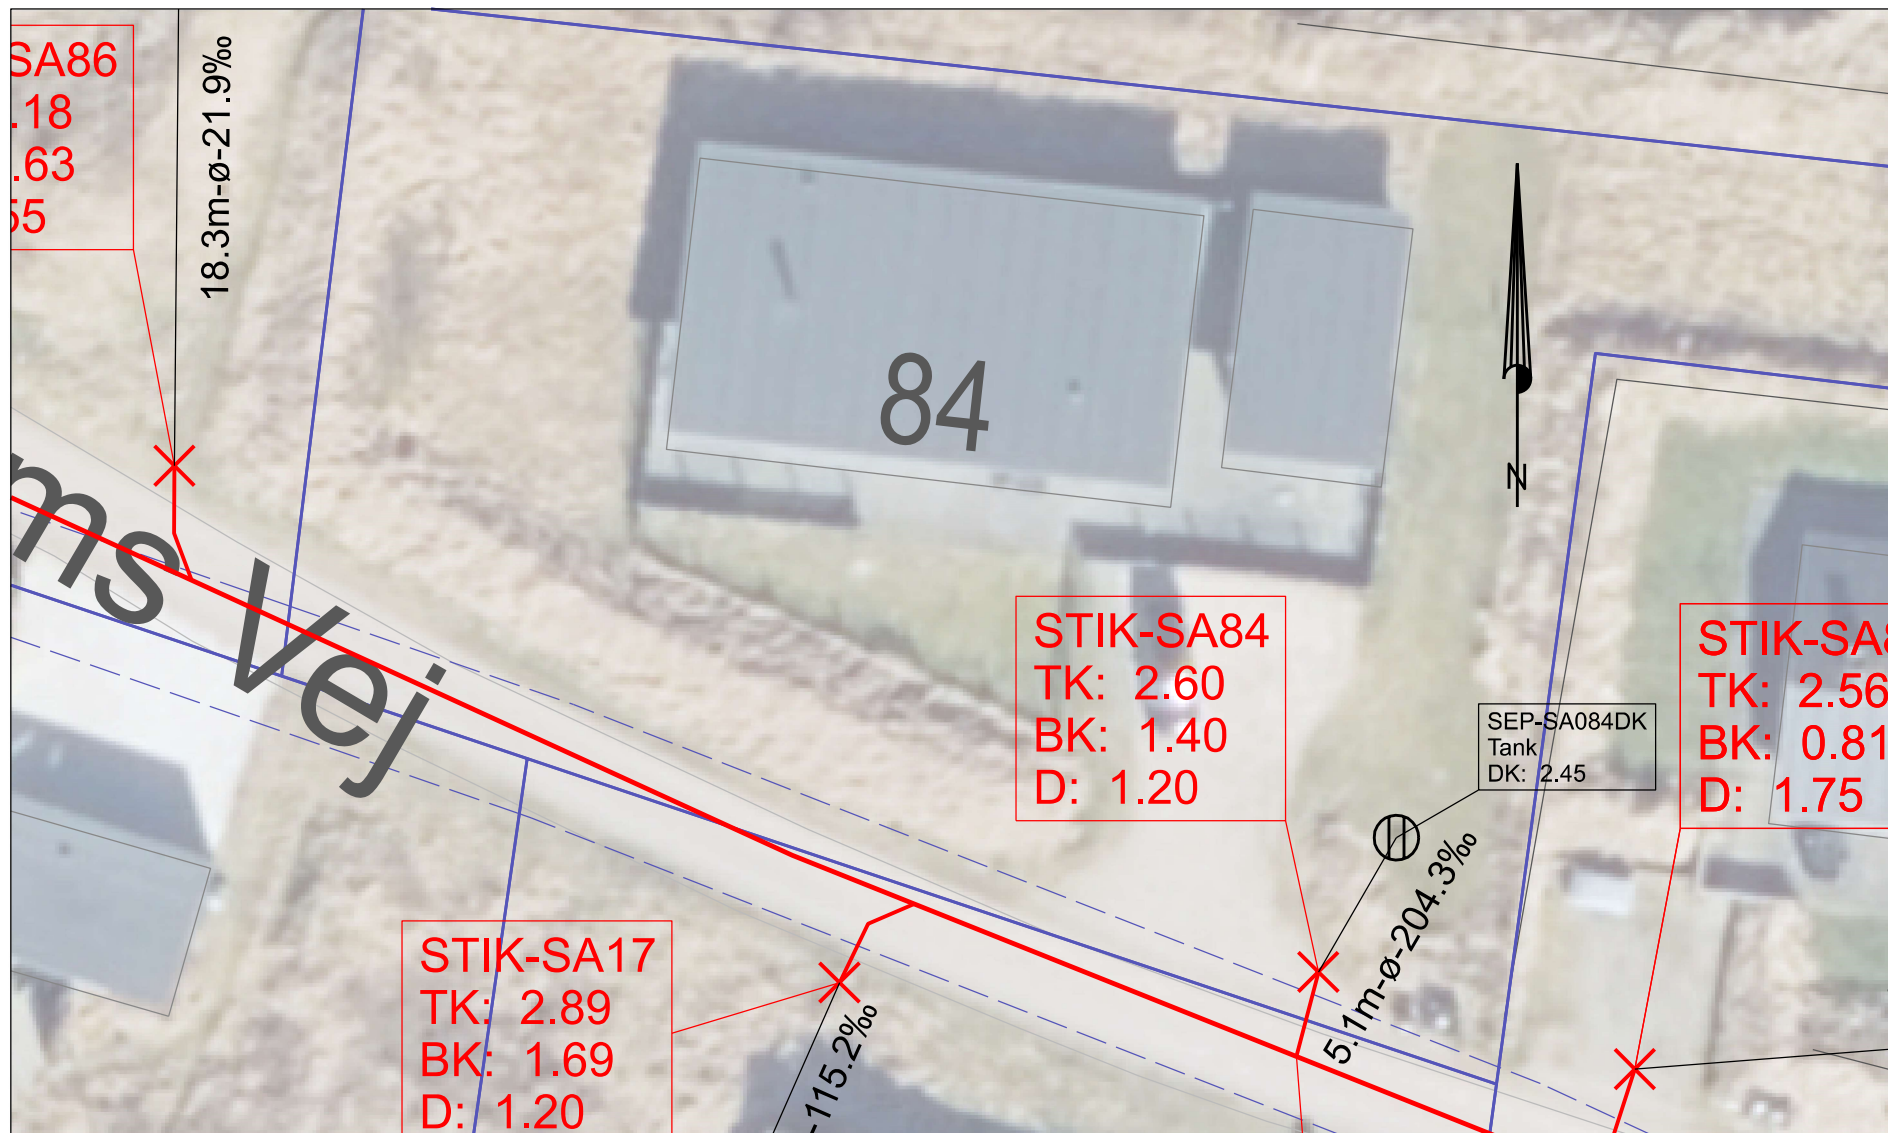 SA86
.18
.63
55
18.3m-ø-21.9‰
84
N
ms Vej
STIK-SA84
TK: 2.60
BK: 1.40
D: 1.20
SEP-SA084DK
Tank
DK: 2.45
STIK-SA8
TK: 2.56
BK: 0.81
D: 1.75
5.1m-ø-204.3‰
STIK-SA17
TK: 2.89
BK: 1.69
D: 1.20
-115.2‰